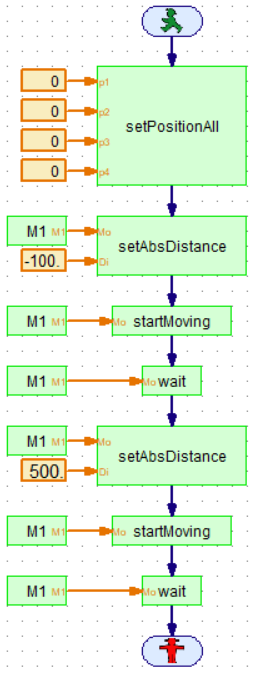 0 p1
0 p2
setPositionAll
0 p3
0 p4
M1 M1 Mo
setAbsDistance
-100. Di
M1 M1 Mo startMoving
M1 M1 Mo wait
M1 M1 Mo
setAbsDistance
500. Di
M1 M1 Mo startMoving
M1 M1 Mo wait